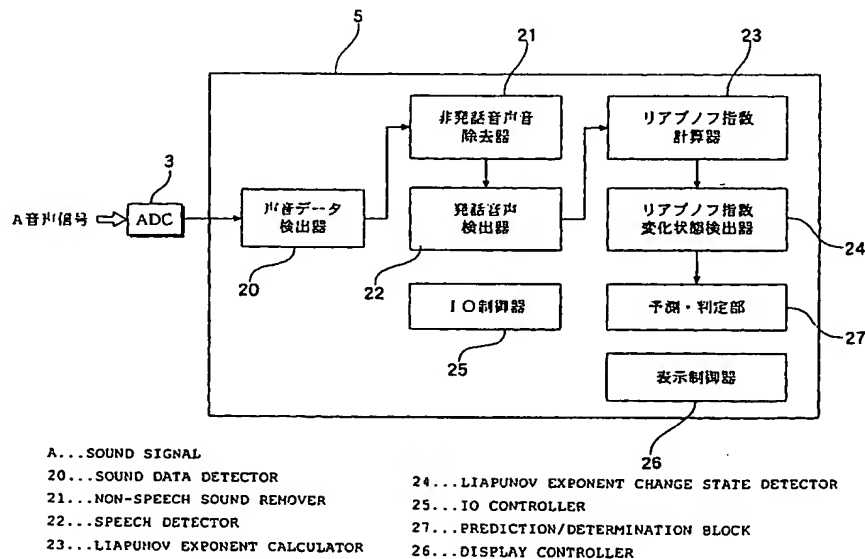 5
21
23
非発話音声音
除去器
リアプノフ指数
計算器
3
A音声信号
ADC
声音データ
検出器
発話音声
検出器
リアプノフ指数
変化状態検出器
24
20
22
IO制御器
予測・判定部
25
27
表示制御器
26
A...SOUND SIGNAL
20...SOUND DATA DETECTOR
21...NON-SPEECH SOUND REMOVER
22...SPEECH DETECTOR
23...LIAPUNOV EXPONENT CALCULATOR
24...LIAPUNOV EXPONENT CHANGE STATE DETECTOR
25...IO CONTROLLER
27...PREDICTION/DETERMINATION BLOCK
26...DISPLAY CONTROLLER